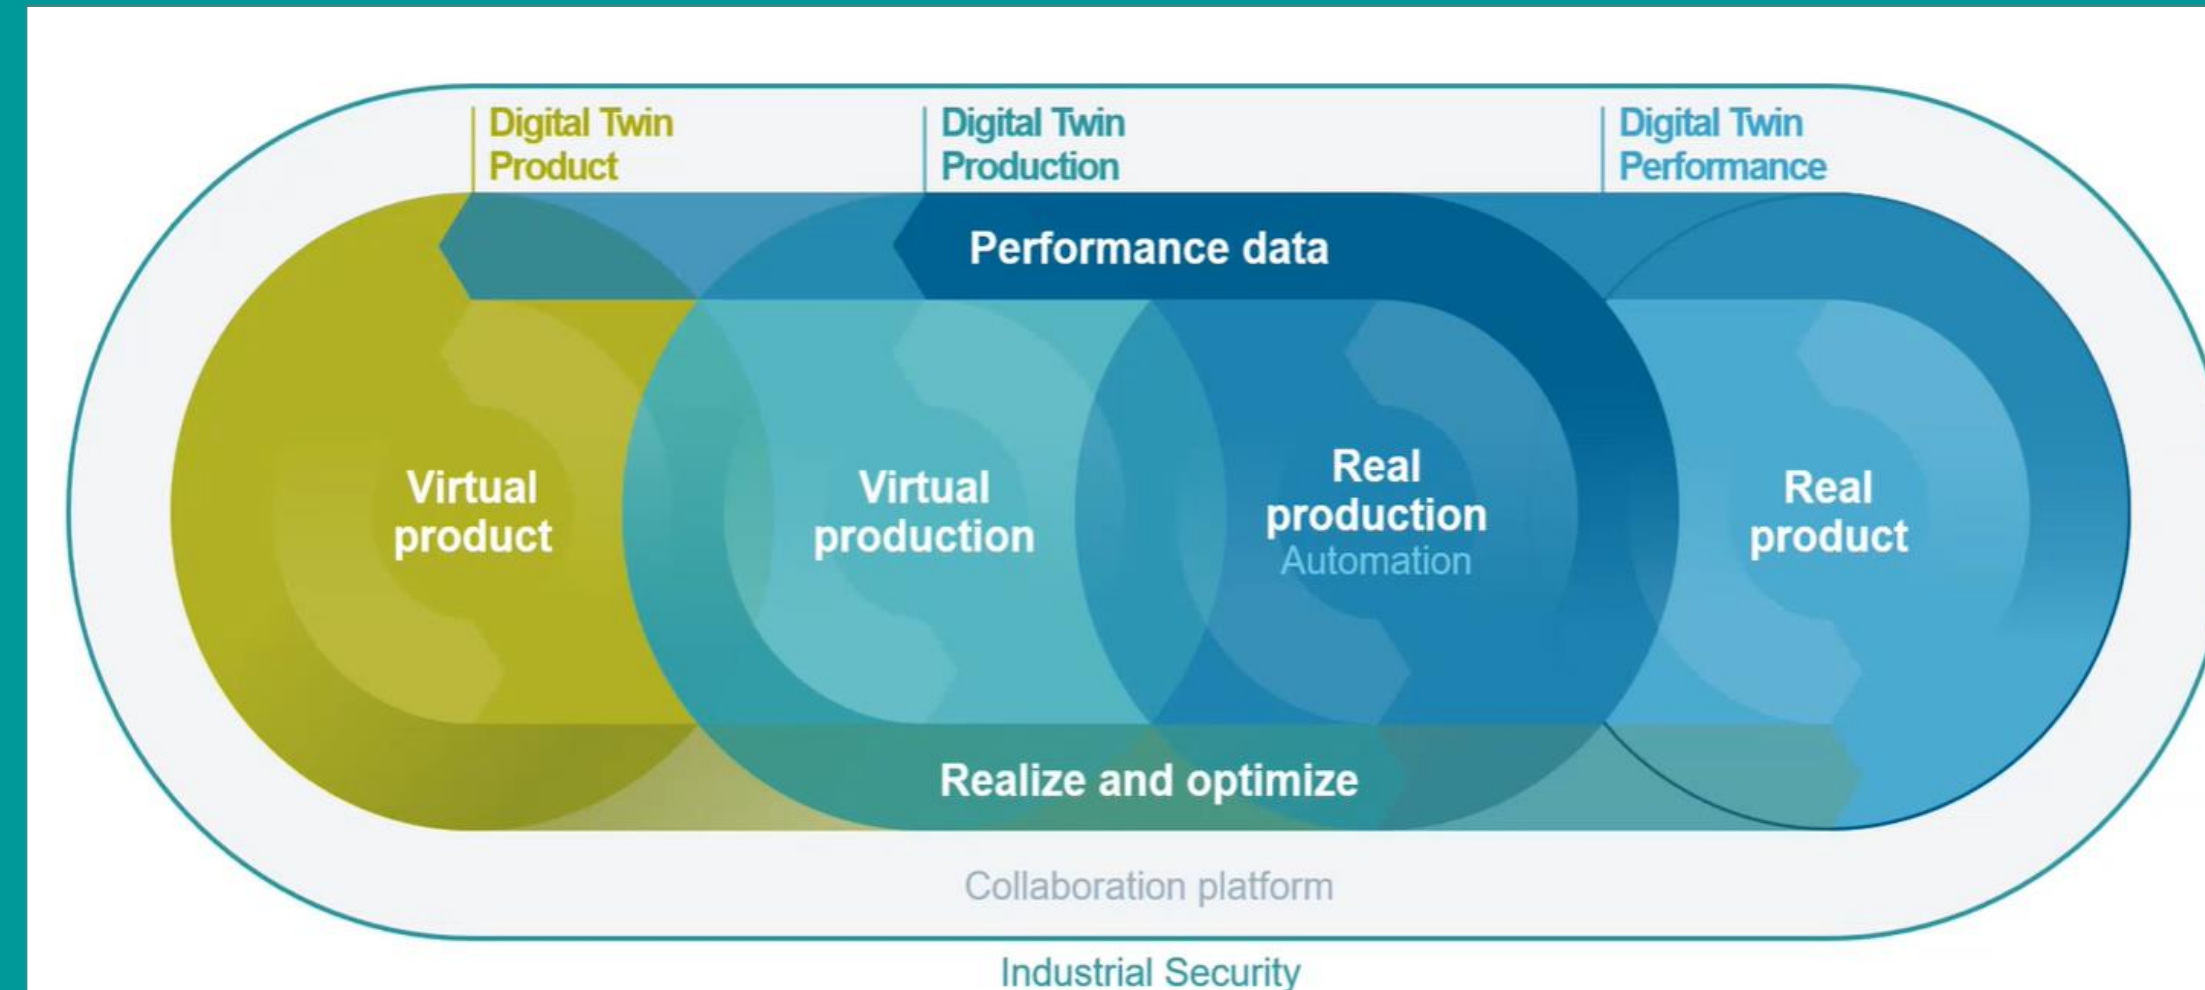 Digital Twin
Product
Digital Twin
Production
Digital Twin
Performance
Performance data
Virtual
product
Virtual
production
Real
production
Automation
Real
product
Realize and optimize
Collaboration platform
Industrial Security